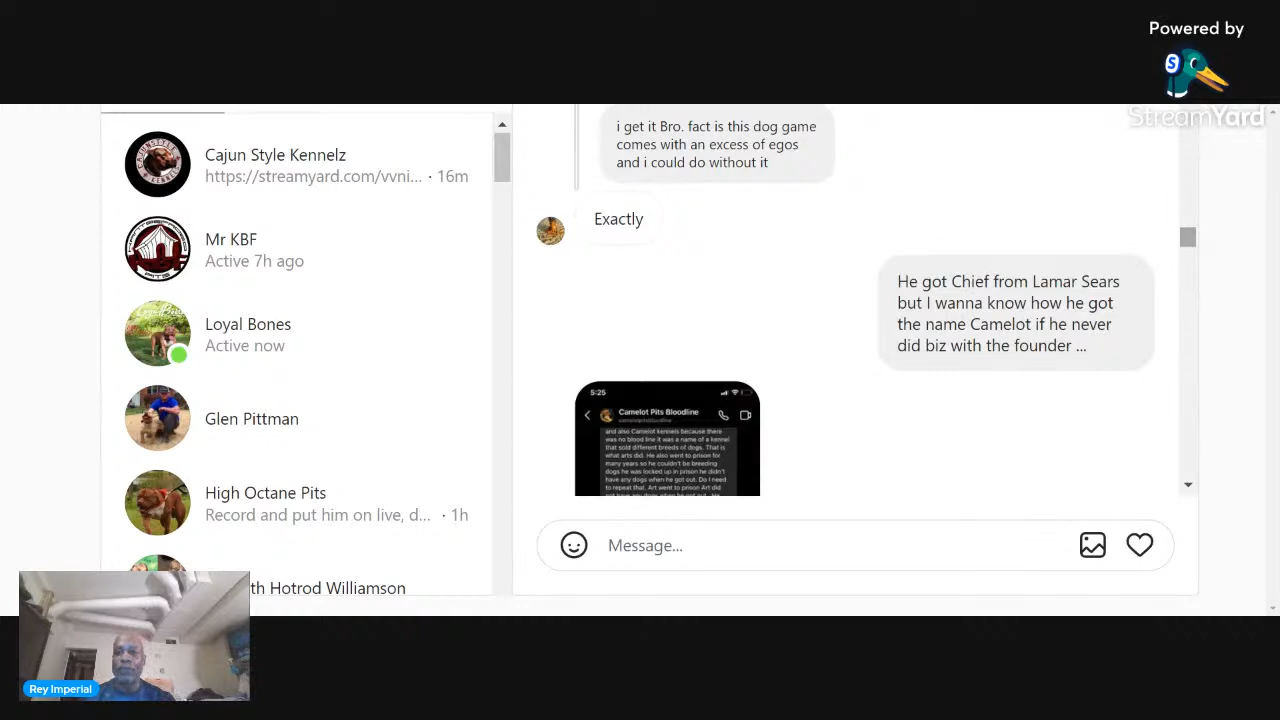 Powered by
StreamYard
Cajun Style Kennelz
https://streamyard.com/vvni... · 16m
Mr KBF
Active 7h ago
Loyal Bones
Active now
Glen Pittman
High Octane Pits
Record and put him on live, d... · 1h
th Hotrod Williamson
i get it Bro. fact is this dog game
comes with an excess of egos
and i could do without it
Exactly
He got Chief from Lamar Sears
but I wanna know how he got
the name Camelot if he never
did biz with the founder ...
5:25
Camelot Pits Bloodline
and also Camelot kennels because there
was no blood line it was a name of a kennel
that sold different breeds of dogs. That is
what arts did. He also went to prison for
many years so he couldn't be breeding
dogs he was locked up in prison he didn't
have any dogs when he got out. Do I need
to repeat that. Art went to prison Art did
Message...
Rey Imperial